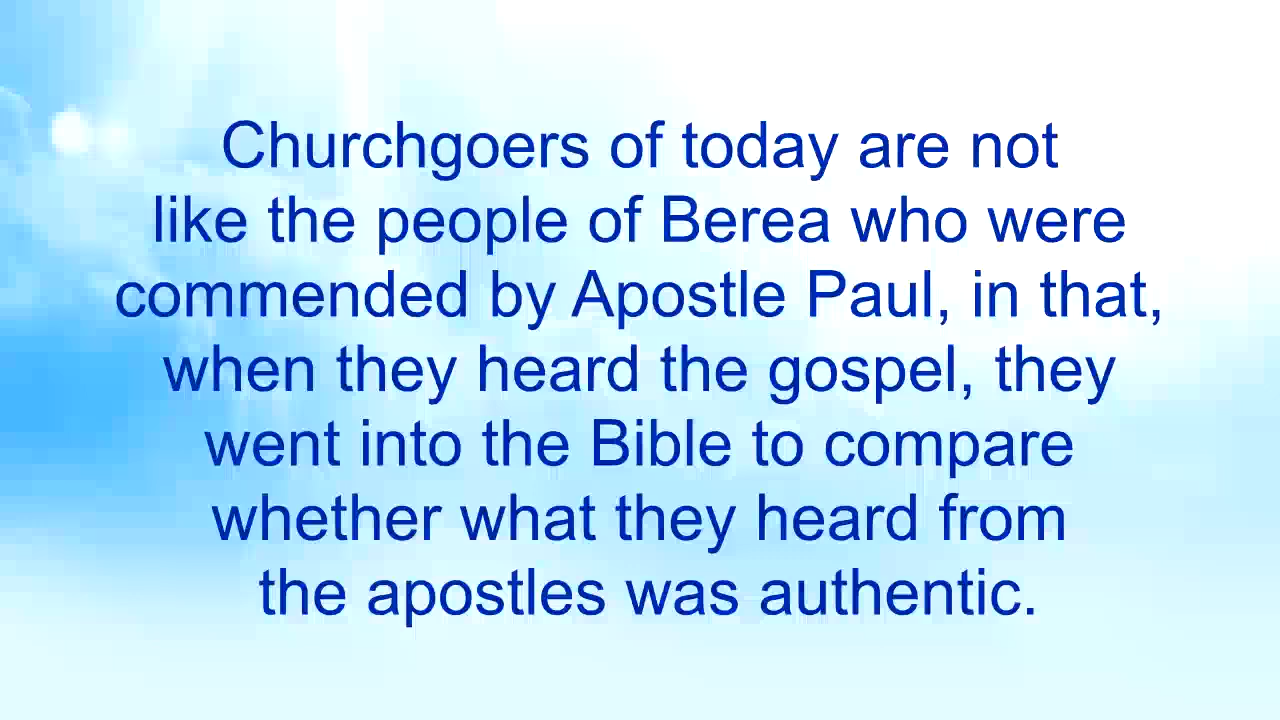 Churchgoers of today are not
like the people of Berea who were
commended by Apostle Paul, in that,
when they heard the gospel, they
went into the Bible to compare
whether what they heard from
the apostles was authentic.